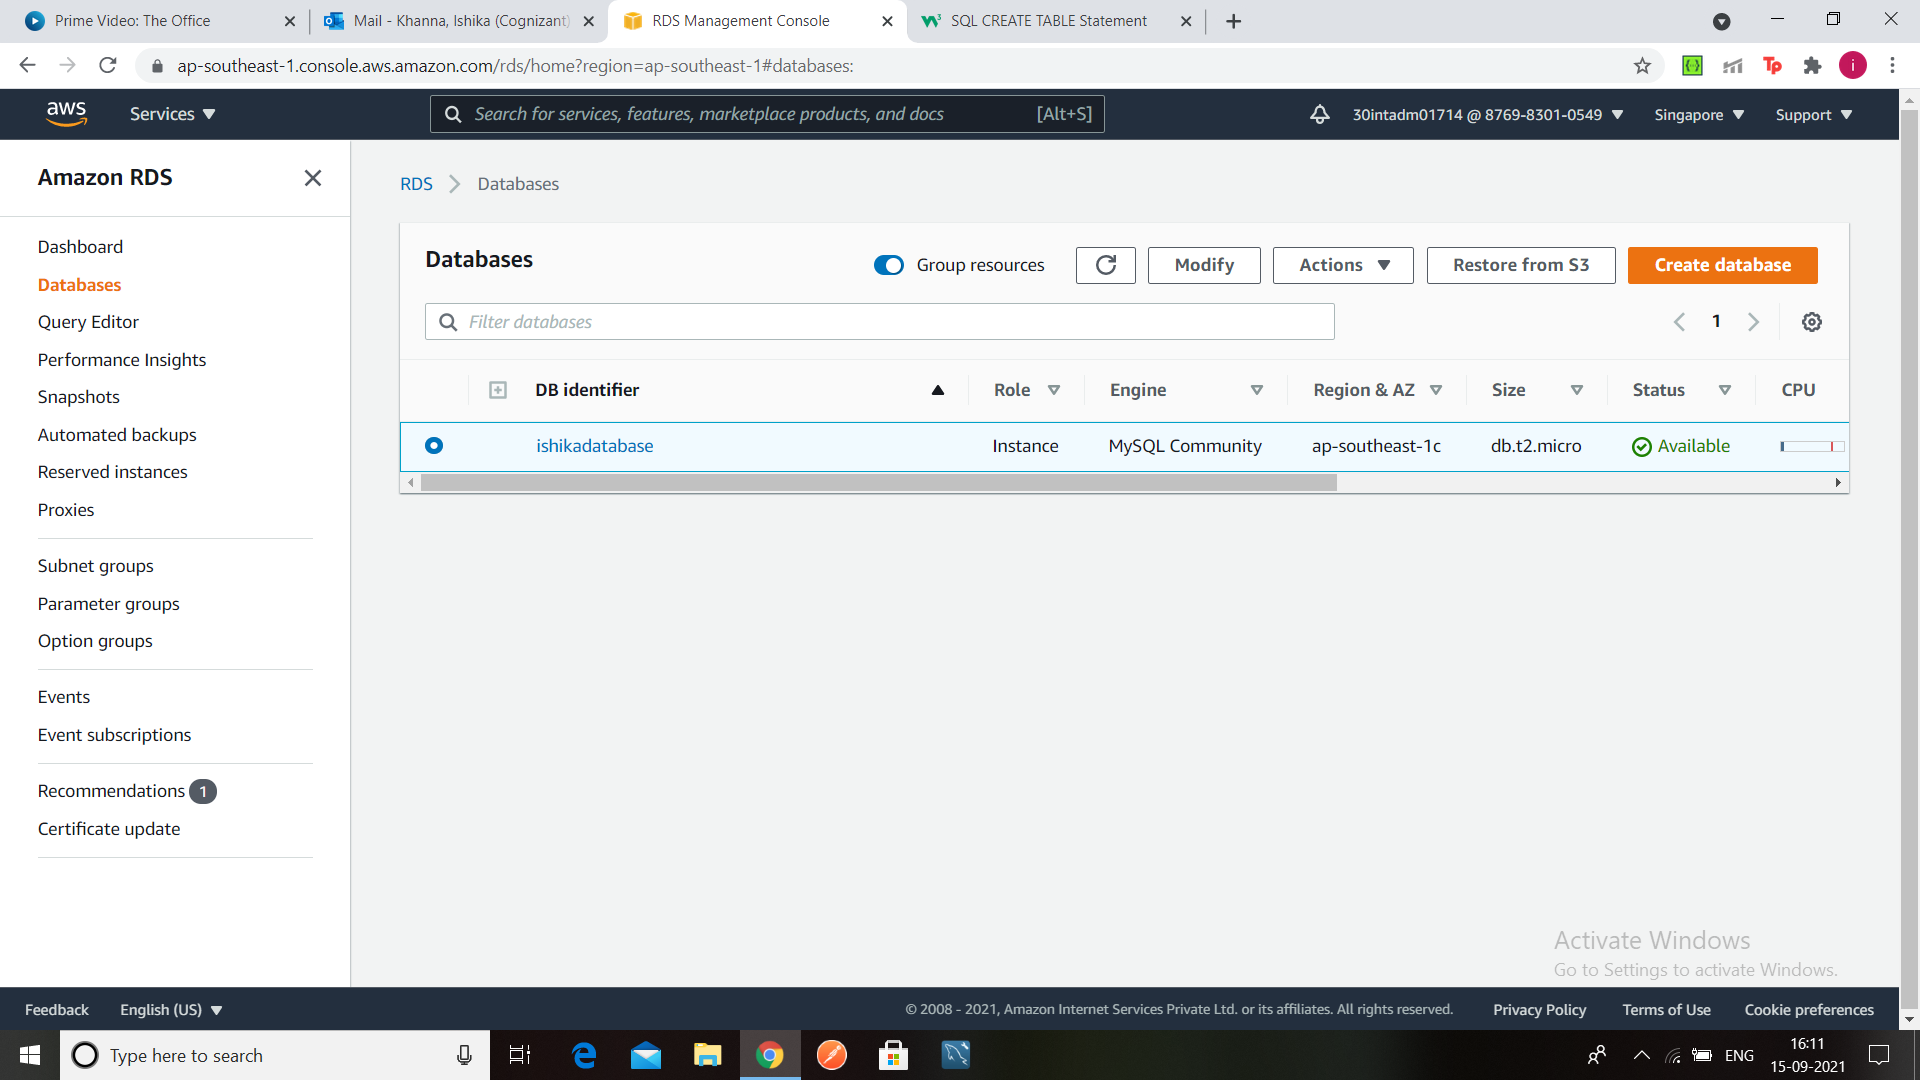 Prime Video: The Office
Mail - Khanna, Ishika (Cognizant)
RDS Management Console
SQL CREATE TABLE Statement
ap-southeast-1.console.aws.amazon.com/rds/home?region=ap-southeast-1#databases:
Tp
i
aws
Services
Search for services, features, marketplace products, and docs
[Alt+S]
30intadm01714 @ 8769-8301-0549
Singapore
Support
Amazon RDS
RDS
Databases
Dashboard
Databases
Query Editor
Performance Insights
Snapshots
Automated backups
Reserved instances
Proxies
Subnet groups
Parameter groups
Option groups
Events
Event subscriptions
Recommendations 1
Certificate update
Databases
Group resources
Modify
Actions
Restore from S3
Create database
Filter databases
1
DB identifier
Role
Engine
Region & AZ
Size
Status
CPU
ishikadatabase
Instance
MySQL Community
ap-southeast-1c
db.t2.micro
Available
Activate Windows
Go to Settings to activate Windows.
Feedback
English (US)
© 2008 - 2021, Amazon Internet Services Private Ltd. or its affiliates. All rights reserved.
Privacy Policy
Terms of Use
Cookie preferences
Type here to search
ENG
16:11
15-09-2021